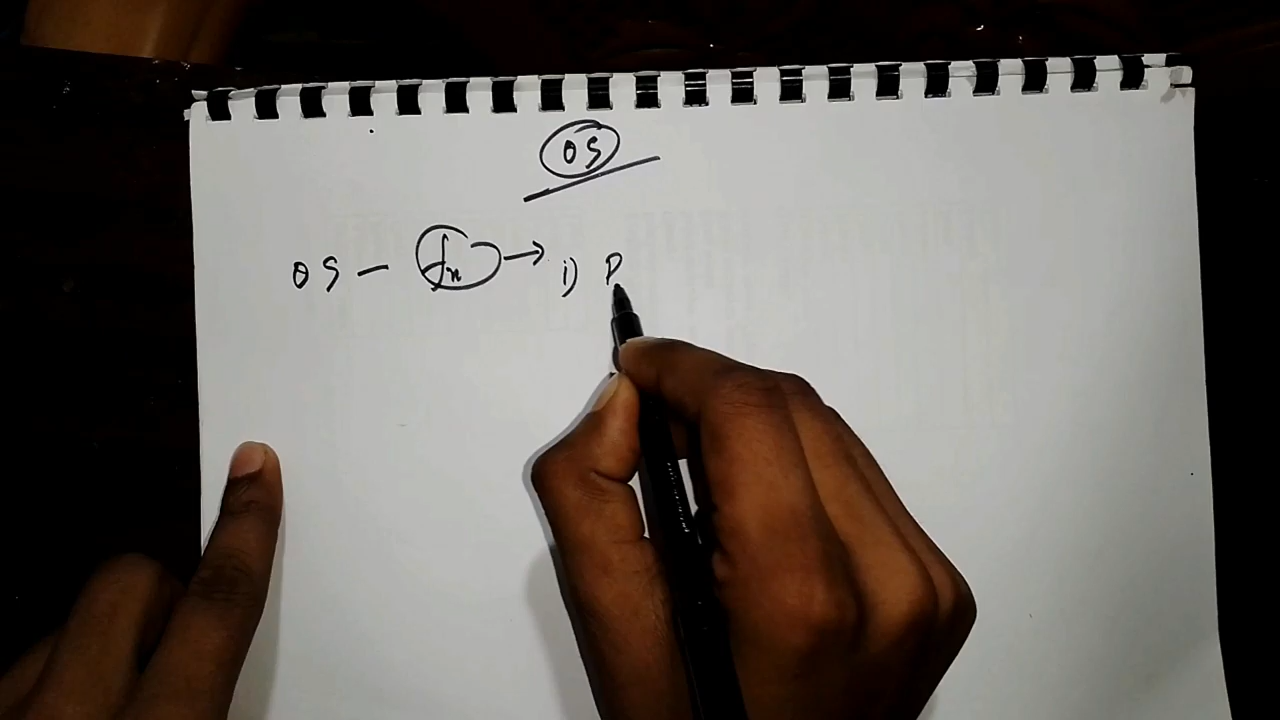 OS
OS - fn → i) P